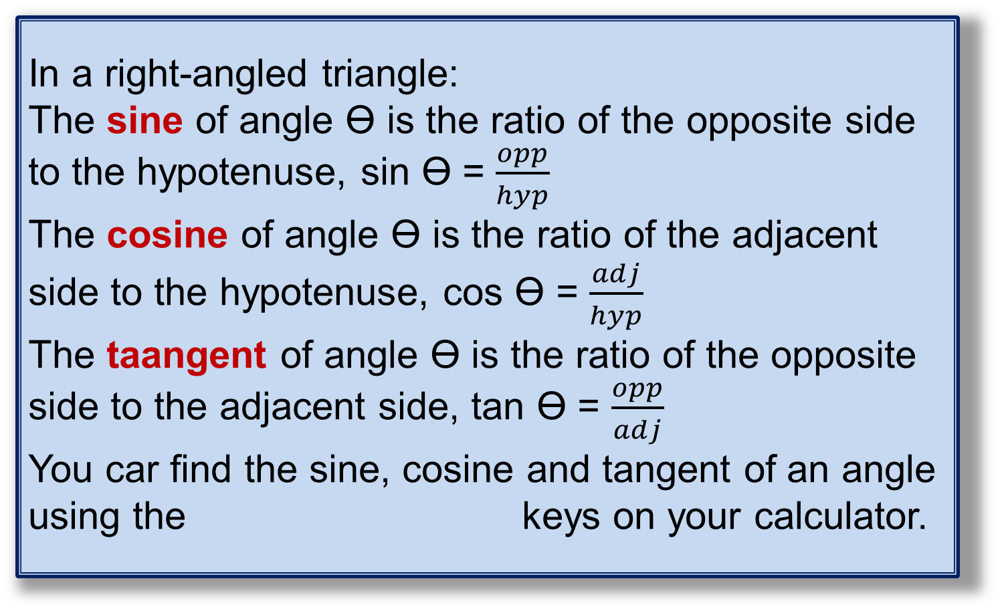 In a right-angled triangle:
The sine of angle Ɵ is the ratio of the opposite side
to the hypotenuse, sin Ɵ = opp/hyp
The cosine of angle Ɵ is the ratio of the adjacent
side to the hypotenuse, cos Ɵ = adj/hyp
The taangent of angle Ɵ is the ratio of the opposite
side to the adjacent side, tan Ɵ = opp/adj
You car find the sine, cosine and tangent of an angle
using the keys on your calculator.